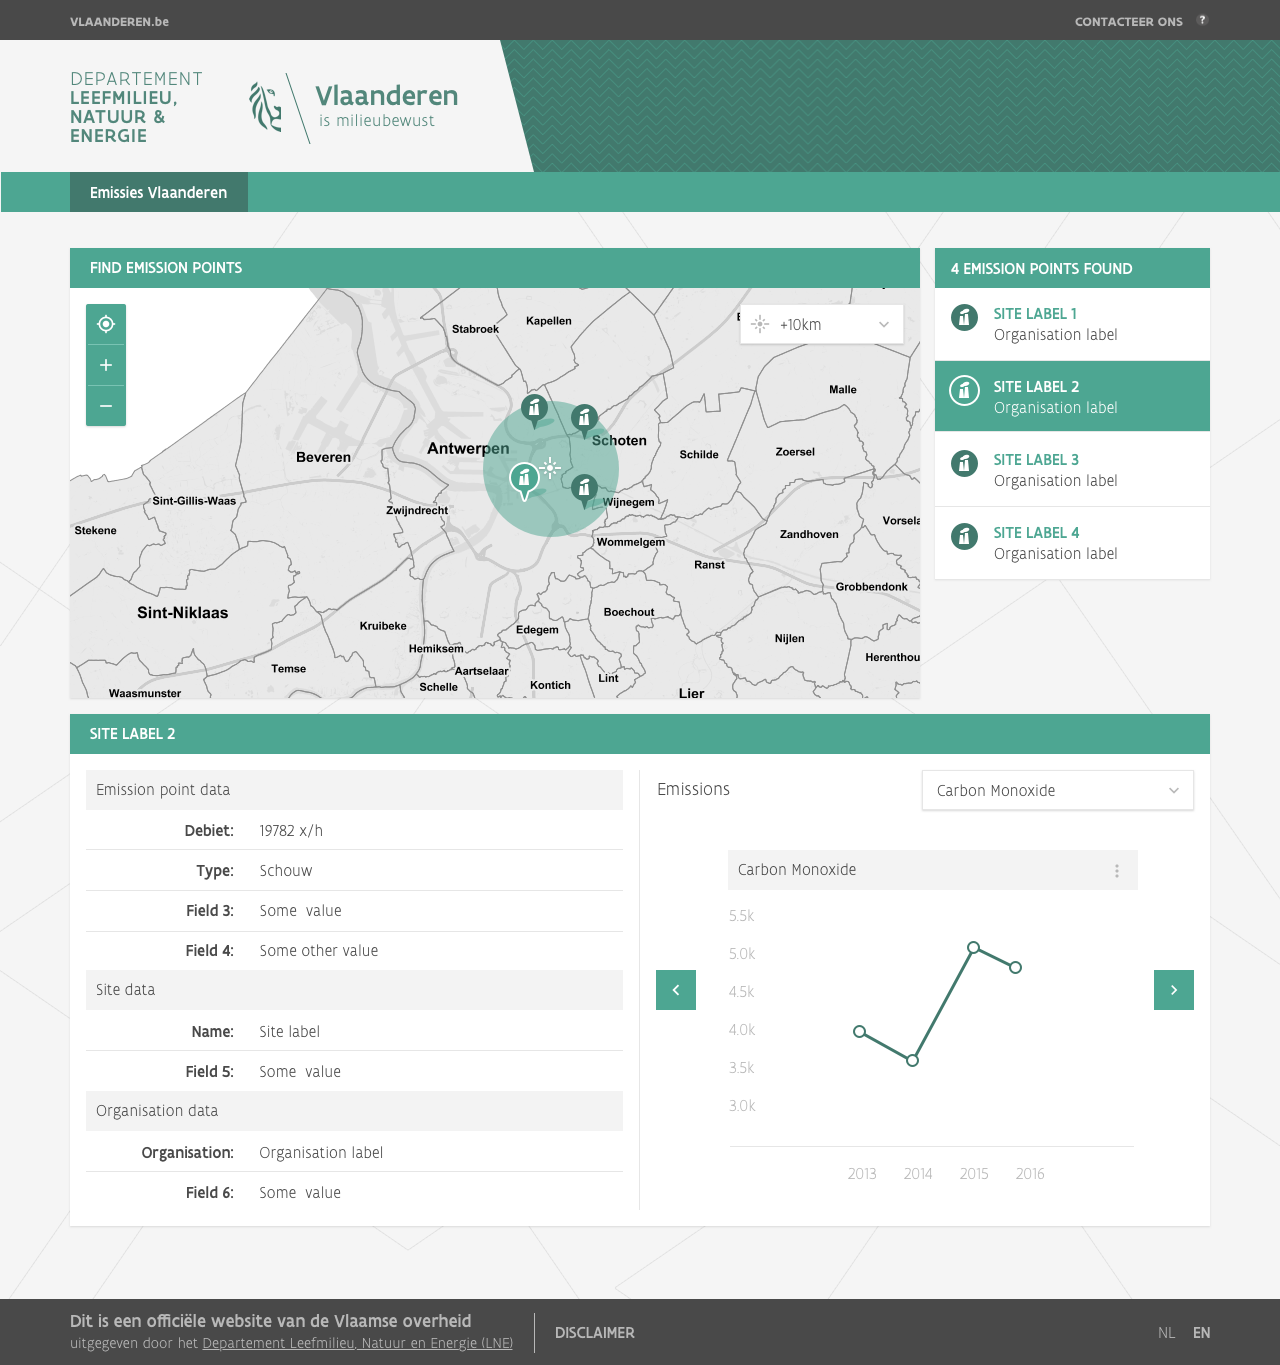 VLAANDEREN.be
CONTACTEER ONS ?
DEPARTEMENT
LEEFMILIEU,
NATUUR &
ENERGIE
Vlaanderen
is milieubewust
Emissies Vlaanderen
FIND EMISSION POINTS
+10km
Stabroek
Kapellen
Malle
Antwerpen
Schoten
Beveren
Schilde
Zoersel
Sint-Gillis-Waas
Zwijndrecht
Wijnegem
Stekene
Vorsela
Zandhoven
Wommelgem
Ranst
Grobbendonk
Sint-Niklaas
Boechout
Kruibeke
Edegem
Nijlen
Hemiksem
Herenthou
Temse
Aartselaar
Lint
Schelle
Kontich
Waasmunster
Lier
4 EMISSION POINTS FOUND
SITE LABEL 1
Organisation label
SITE LABEL 2
Organisation label
SITE LABEL 3
Organisation label
SITE LABEL 4
Organisation label
SITE LABEL 2
Emission point data
Debiet: 19782 x/h
Type: Schouw
Field 3: Some value
Field 4: Some other value
Site data
Name: Site label
Field 5: Some value
Organisation data
Organisation: Organisation label
Field 6: Some value
Emissions
Carbon Monoxide
Carbon Monoxide
5.5k
5.0k
4.5k
4.0k
3.5k
3.0k
2013 2014 2015 2016
Dit is een officiële website van de Vlaamse overheid
uitgegeven door het Departement Leefmilieu, Natuur en Energie (LNE)
DISCLAIMER
NL EN